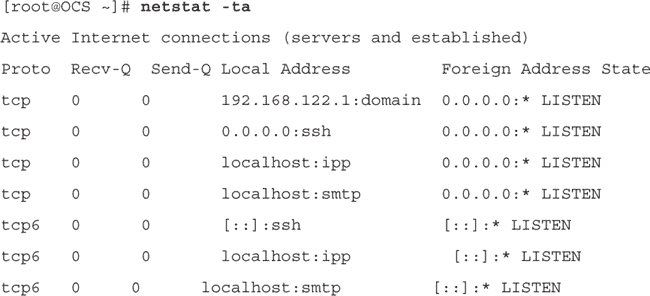 [root@OCS ~]# netstat -ta
Active Internet connections (servers and established)
Proto Recv-Q Send-Q Local Address Foreign Address State
tcp 0 0 192.168.122.1:domain 0.0.0.0:* LISTEN
tcp 0 0 0.0.0.0:ssh 0.0.0.0:* LISTEN
tcp 0 0 localhost:ipp 0.0.0.0:* LISTEN
tcp 0 0 localhost:smtp 0.0.0.0:* LISTEN
tcp6 0 0 [::]:ssh [::]:* LISTEN
tcp6 0 0 localhost:ipp [::]:* LISTEN
tcp6 0 0 localhost:smtp [::]:* LISTEN